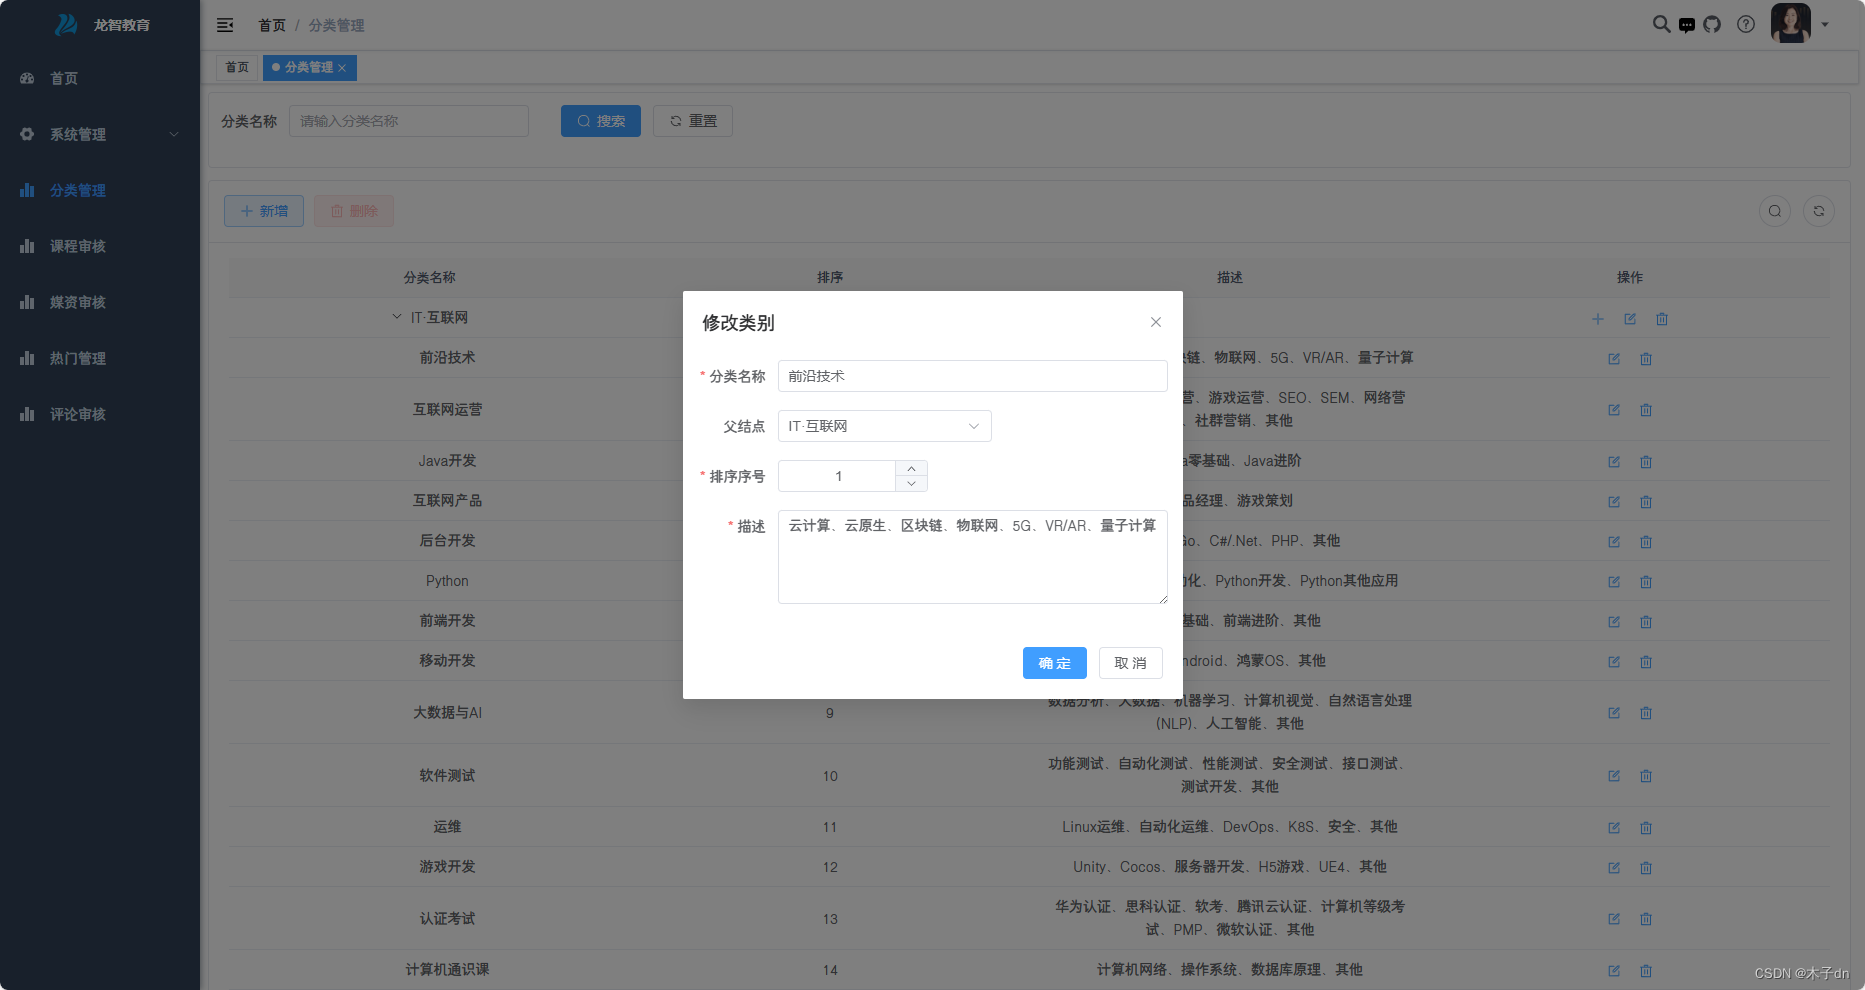 龙智教育
首页 / 分类管理
首页
系统管理
分类管理
课程审核
媒资审核
热门管理
评论审核
首页
分类管理
分类名称 请输入分类名称 搜索 重置
新增 删除
分类名称 排序 描述 操作
IT·互联网
前沿技术
链、物联网、5G、VR/AR、量子计算
互联网运营
营、游戏运营、SEO、SEM、网络营
、社群营销、其他
Java开发
a零基础、Java进阶
互联网产品
品经理、游戏策划
后台开发
Go、C#/.Net、PHP、其他
Python
化、Python开发、Python其他应用
前端开发
基础、前端进阶、其他
移动开发
ndroid、鸿蒙OS、其他
大数据与AI 9
数据分析、大数据、机器学习、计算机视觉、自然语言处理
(NLP)、人工智能、其他
软件测试 10
功能测试、自动化测试、性能测试、安全测试、接口测试、
测试开发、其他
运维 11 Linux运维、自动化运维、DevOps、K8S、安全、其他
游戏开发 12 Unity、Cocos、服务器开发、H5游戏、UE4、其他
认证考试 13
华为认证、思科认证、软考、腾讯云认证、计算机等级考
试、PMP、微软认证、其他
计算机通识课 14 计算机网络、操作系统、数据库原理、其他
修改类别
* 分类名称 前沿技术
父结点 IT·互联网
* 排序序号 1
* 描述 云计算、云原生、区块链、物联网、5G、VR/AR、量子计算
确 定 取 消
CSDN @木子dn